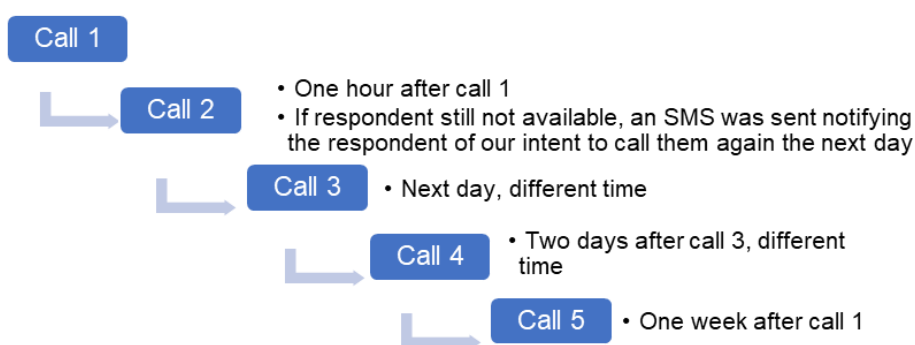 Call 1
Call 2
• One hour after call 1
• If respondent still not available, an SMS was sent notifying
the respondent of our intent to call them again the next day
Call 3
• Next day, different time
Call 4
• Two days after call 3, different
time
Call 5
• One week after call 1